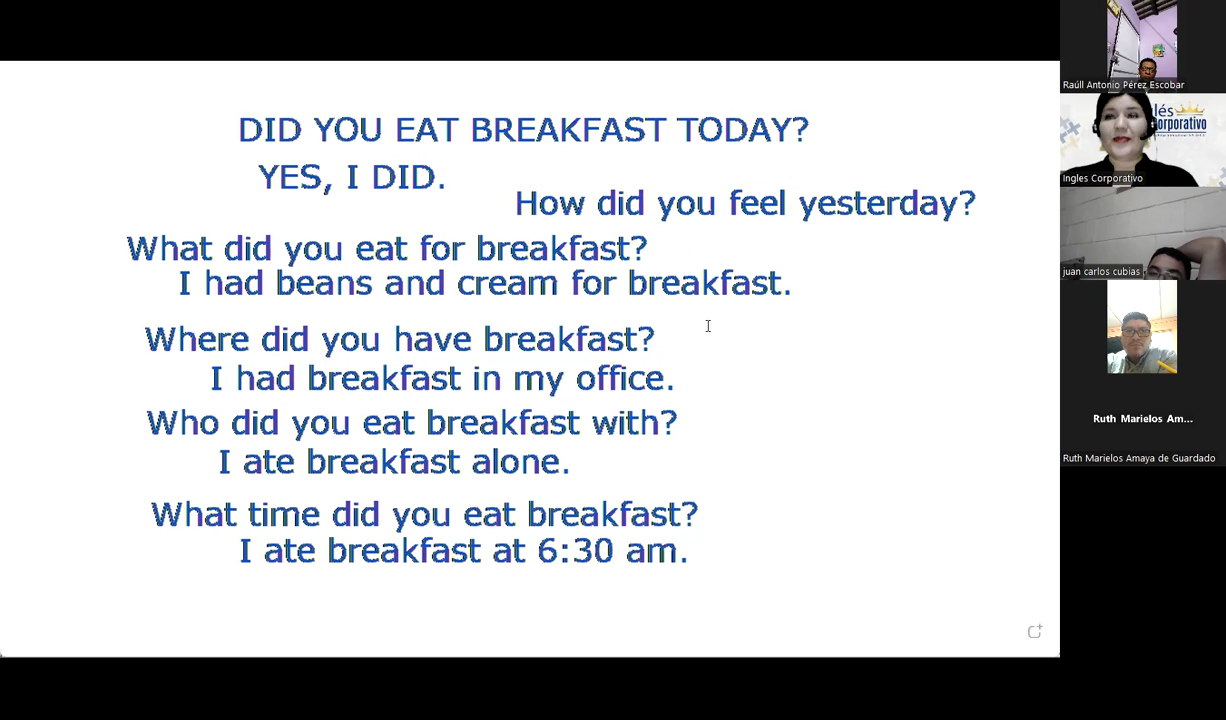 DID YOU EAT BREAKFAST TODAY?
YES, I DID.
How did you feel yesterday?
What did you eat for breakfast?
I had beans and cream for breakfast.
Where did you have breakfast?
I had breakfast in my office.
Who did you eat breakfast with?
I ate breakfast alone.
What time did you eat breakfast?
I ate breakfast at 6:30 am.
Raúll Antonio Pérez Escobar
lés
orporativo
Ingles Corporativo
juan carlos cubias
Ruth Marielos Am...
Ruth Marielos Amaya de Guardado